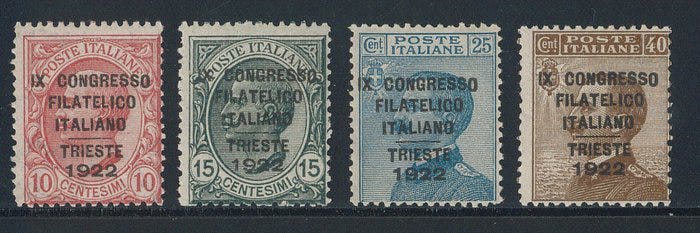 POSTE ITALIANE
IX CONGRESSO
FILATELICO
ITALIANO
TRIESTE
1922
10 CENTESIMI 10
POSTE ITALIANE
IX CONGRESSO
FILATELICO
ITALIANO
TRIESTE
1922
15 CENTESIMI 15
Cent POSTE 25
ITALIANE
IX CONGRESSO
FILATELICO
ITALIANO
TRIESTE
1922
Cent POSTE 40
ITALIANE
IX CONGRESSO
FILATELICO
ITALIANO
TRIESTE
1922